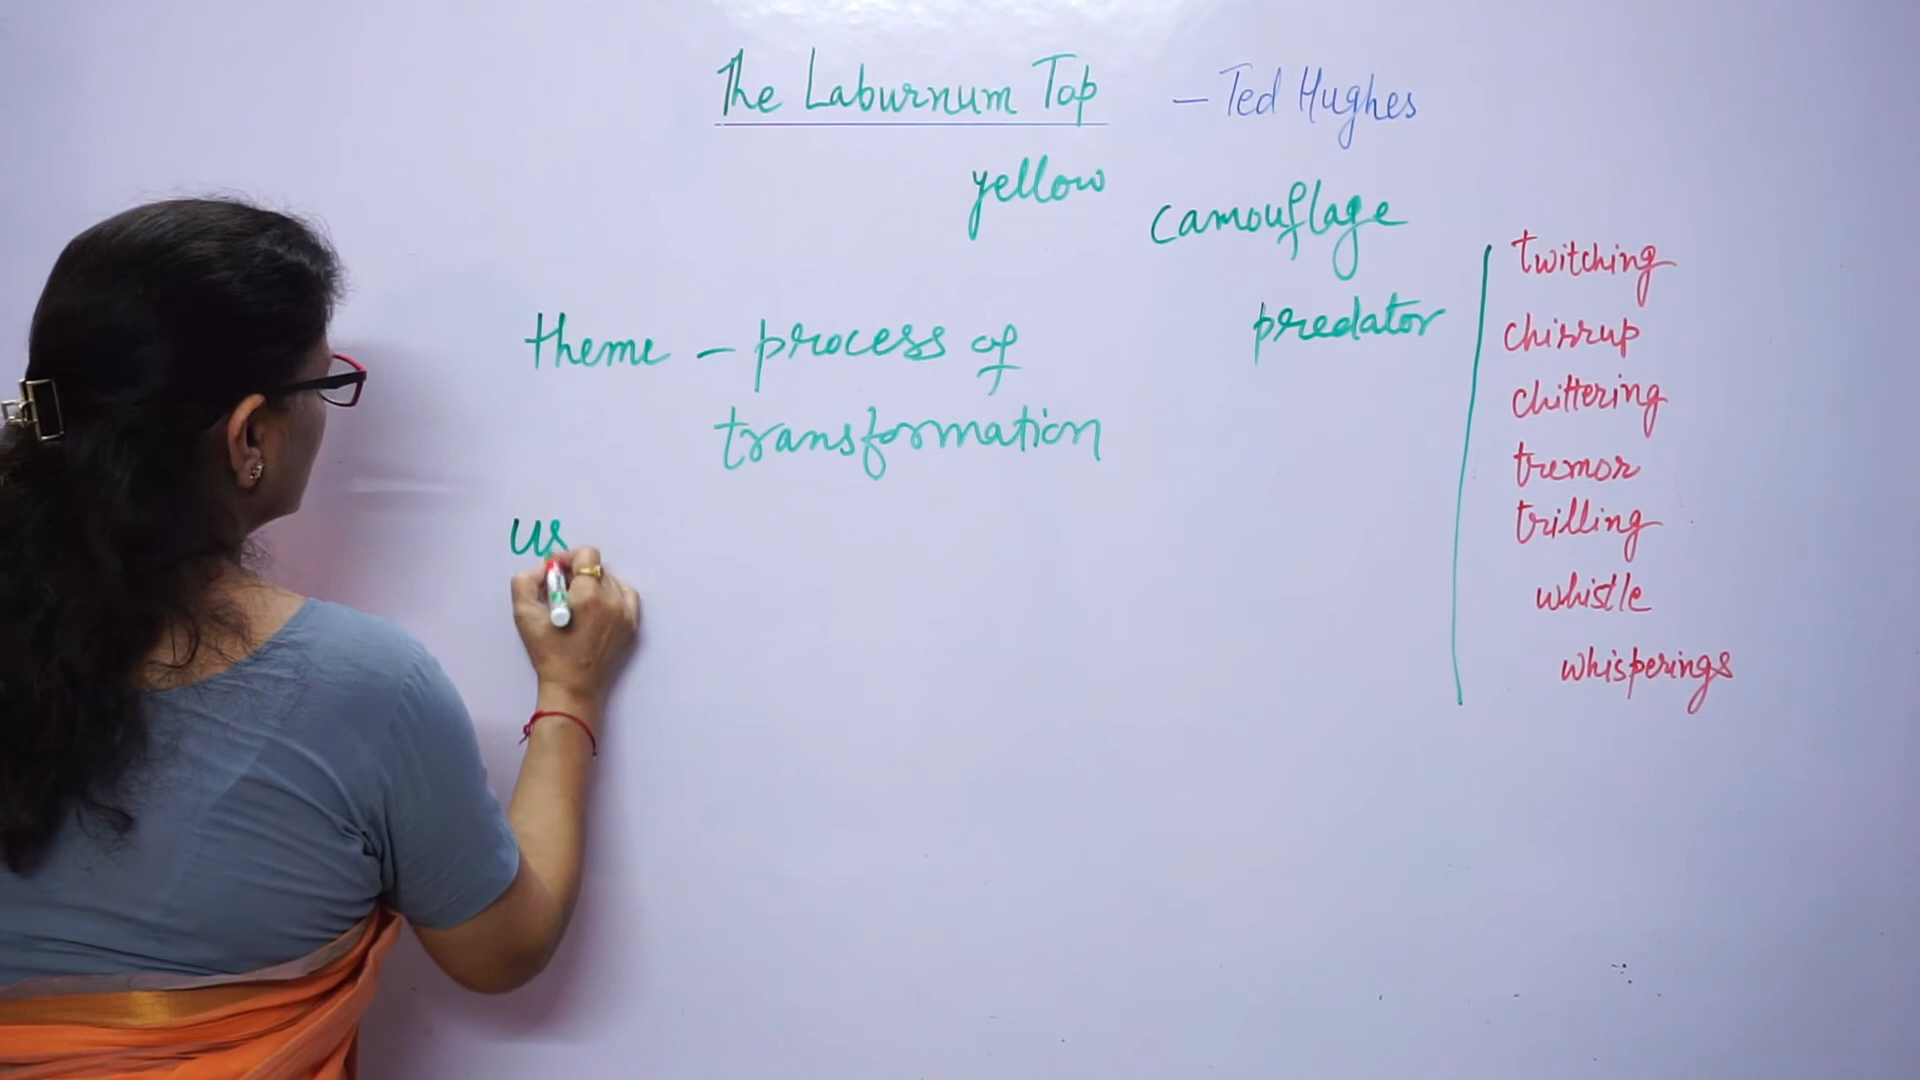 The Laburnum Top – Ted Hughes
yellow
camouflage
predator
theme – process of
transformation
us
twitching
chirrup
chittering
tremor
trilling
whistle
whisperings